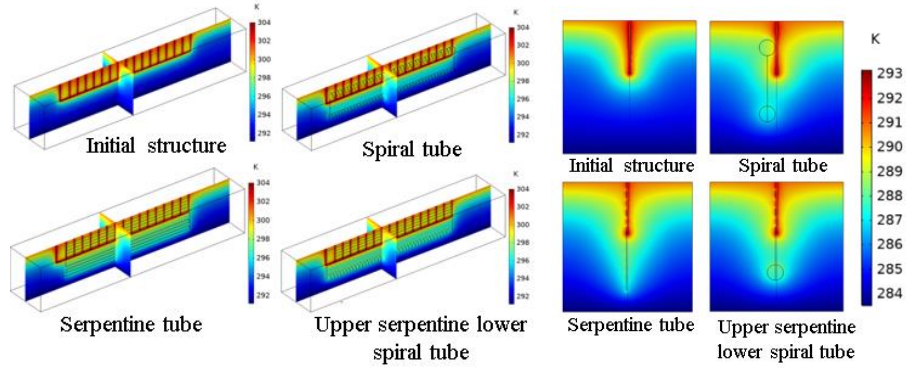 K
304
302
300
298
296
294
292
Initial structure
K
304
302
300
298
296
294
292
Spiral tube
K
304
302
300
298
296
294
292
Serpentine tube
K
304
302
300
298
296
294
292
Upper serpentine lower
spiral tube
Initial structure
Spiral tube
Serpentine tube
Upper serpentine
lower spiral tube
K
293
292
291
290
289
288
287
286
285
284